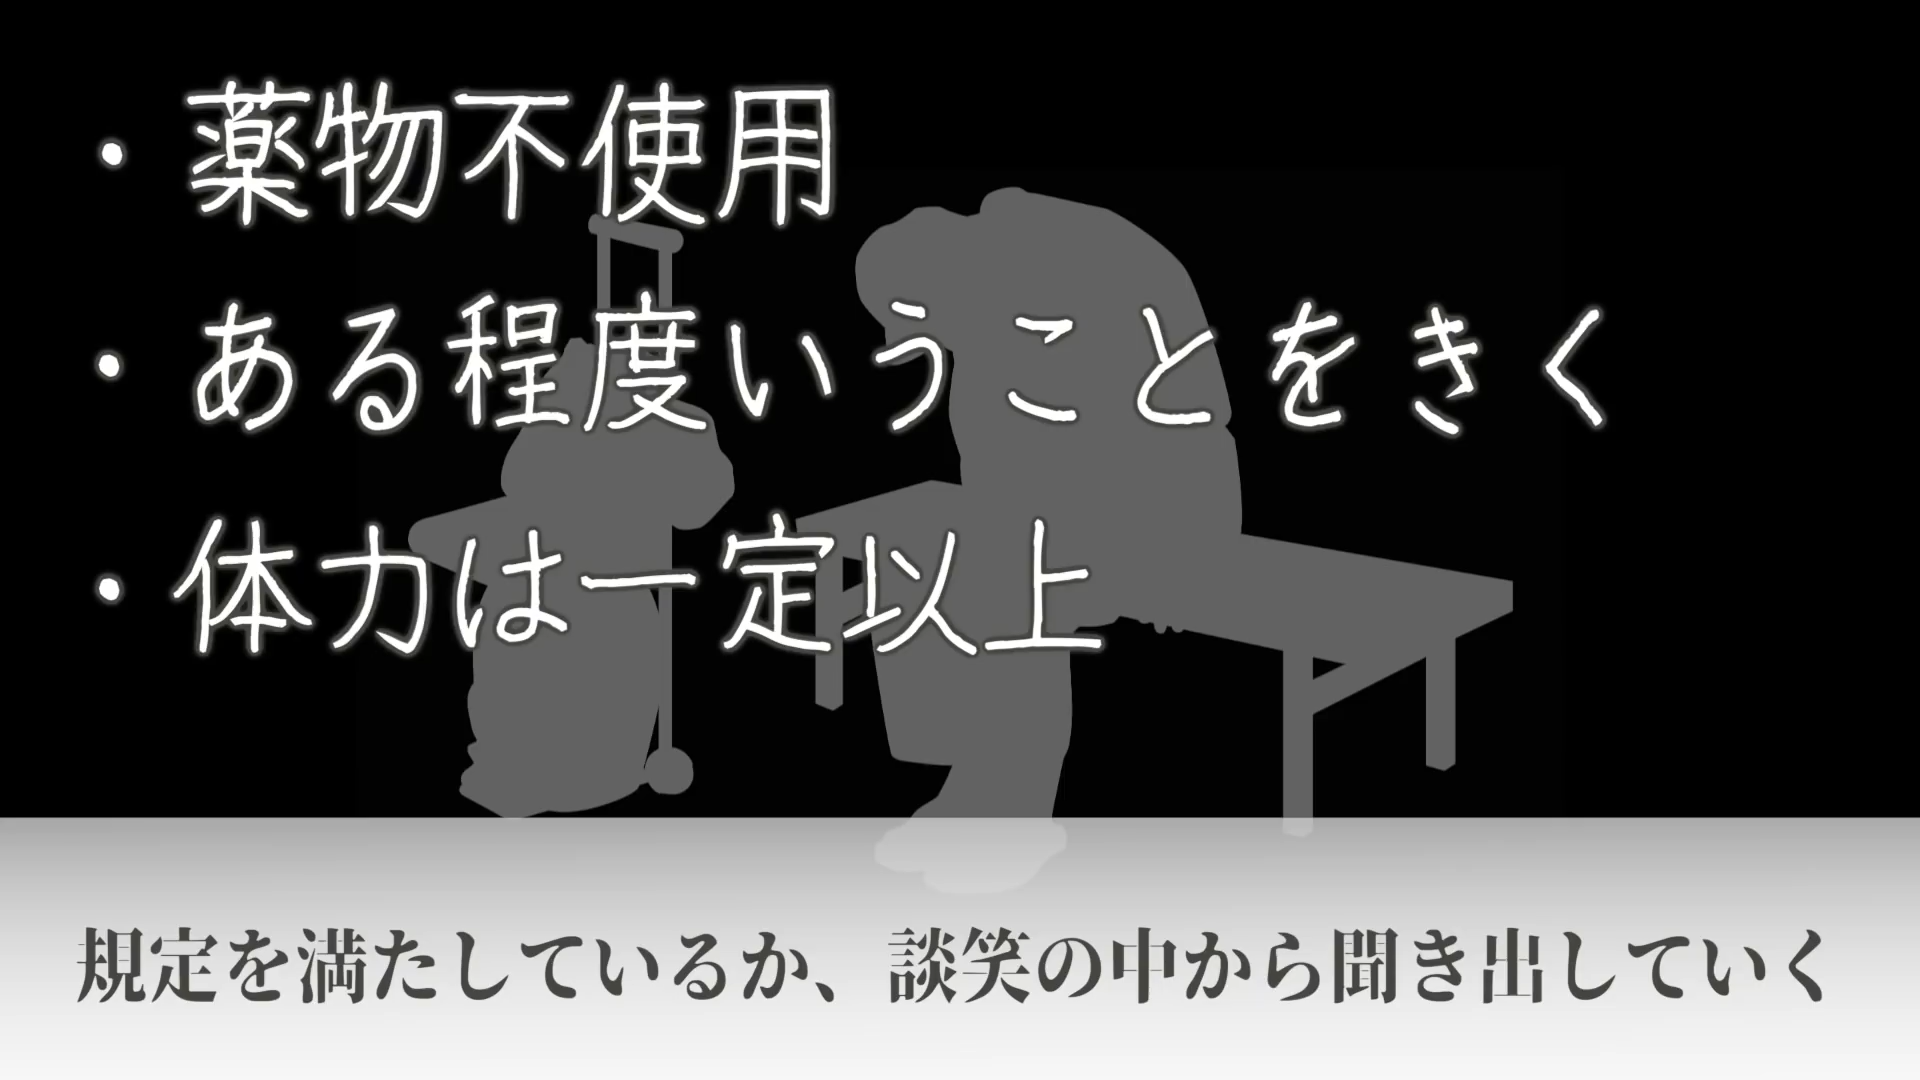 ・薬物不使用
・ある程度いうことをきく
・体力は一定以上
規定を満たしているか、談笑の中から聞き出していく